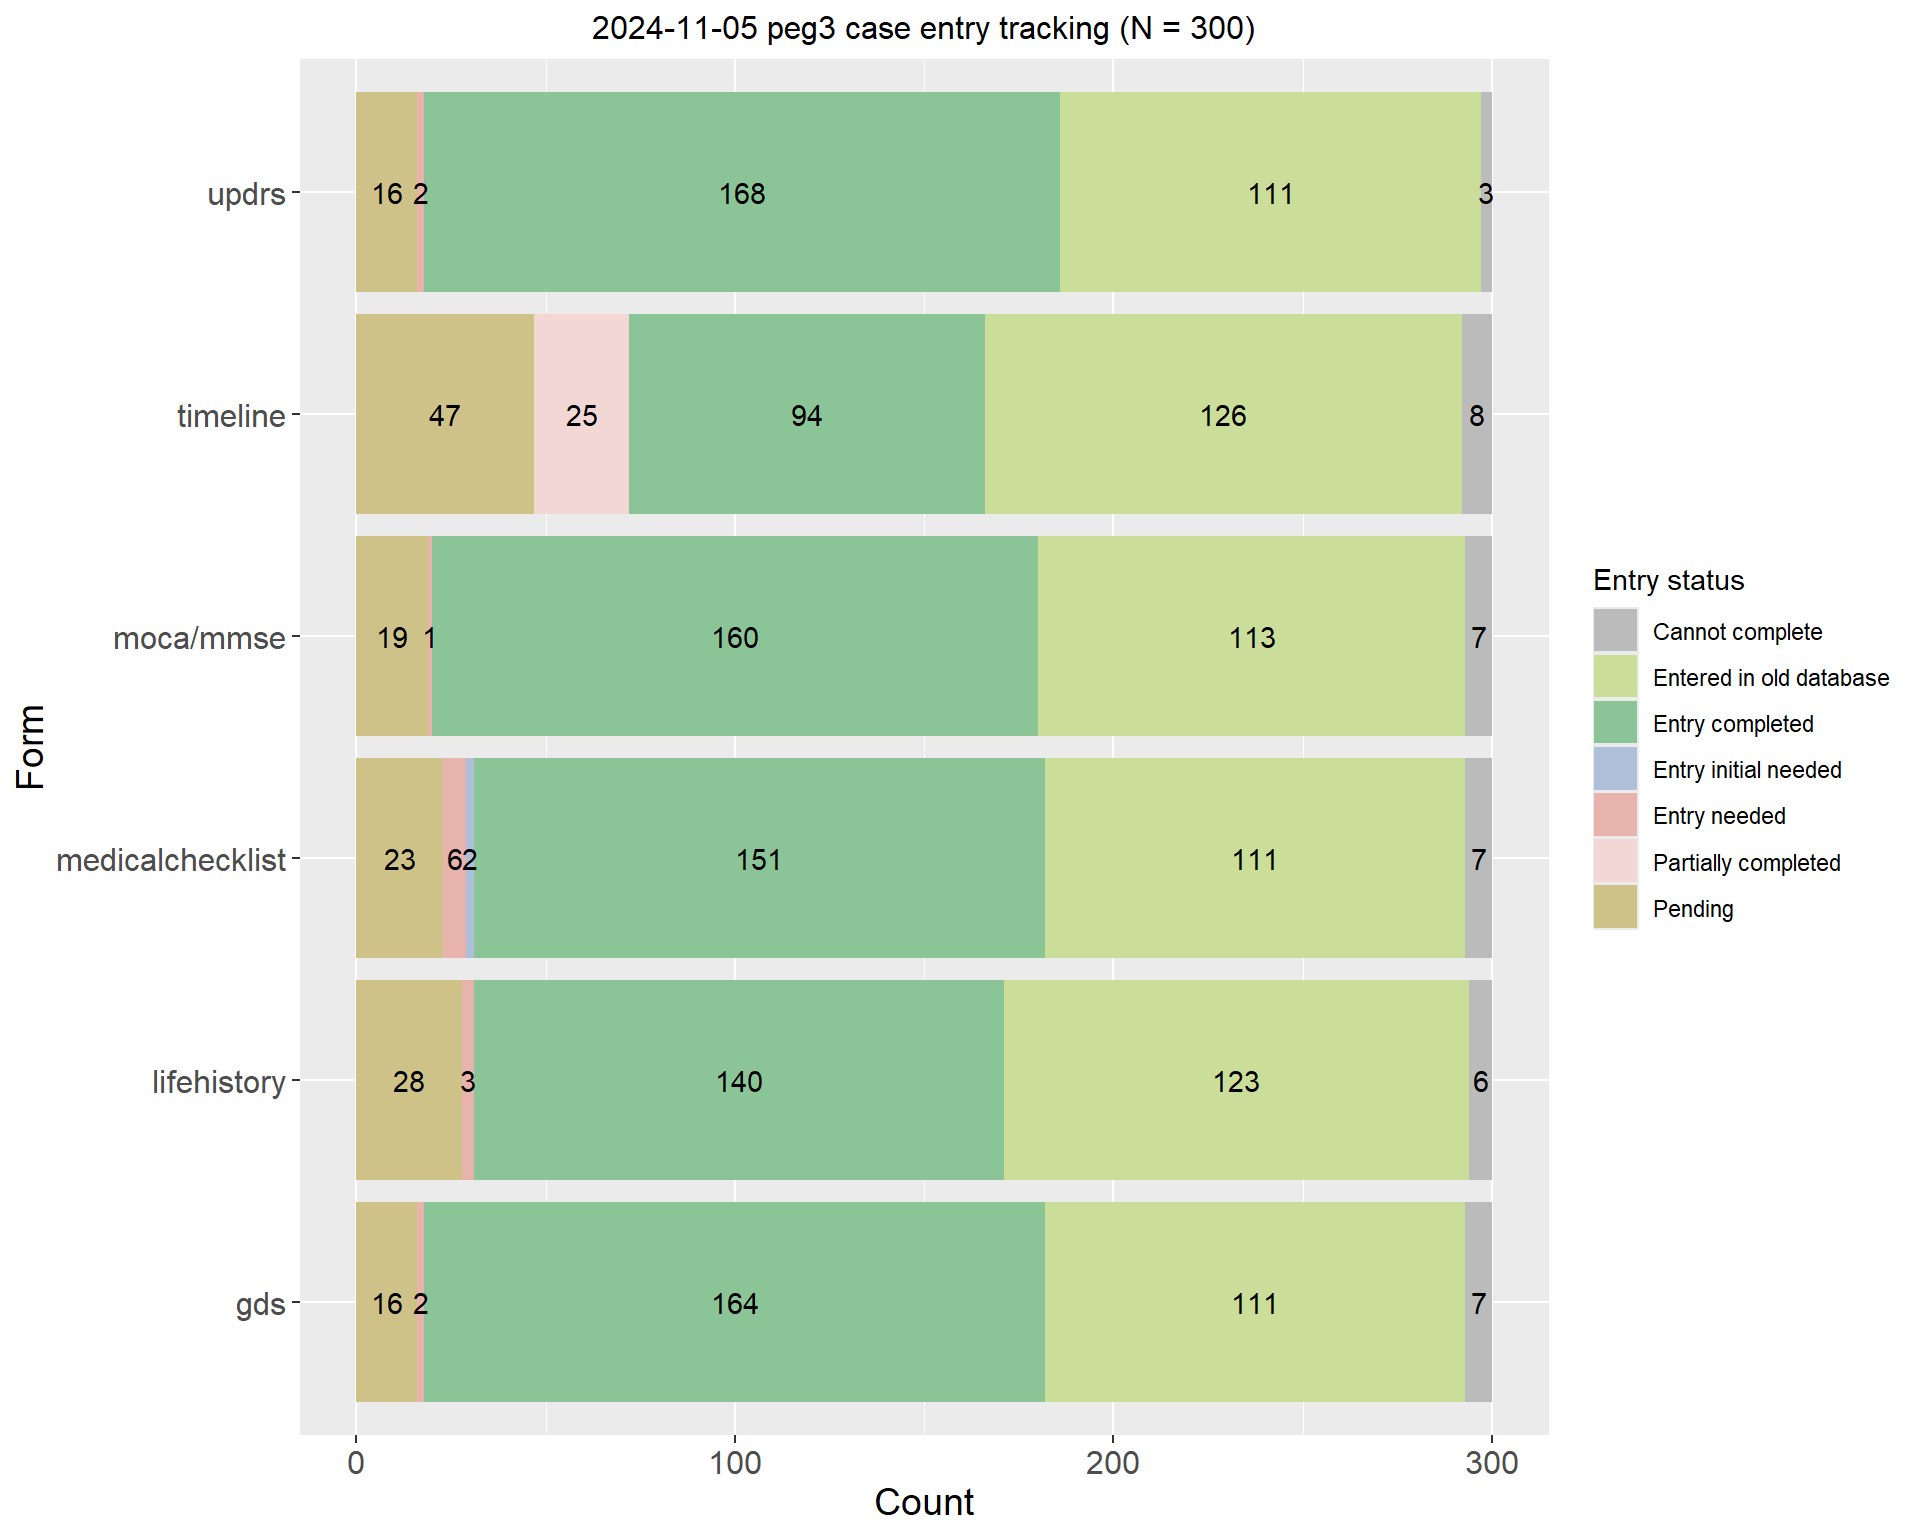 2024-11-05 peg3 case entry tracking (N = 300)
updrs
16 2 168 111 3
timeline
47 25 94 126 8
moca/mmse
19 1 160 113 7
medicalchecklist
23 6 2 151 111 7
lifehistory
28 3 140 123 6
gds
16 2 164 111 7
0 100 200 300
Count
Form
Entry status
Cannot complete
Entered in old database
Entry completed
Entry initial needed
Entry needed
Partially completed
Pending